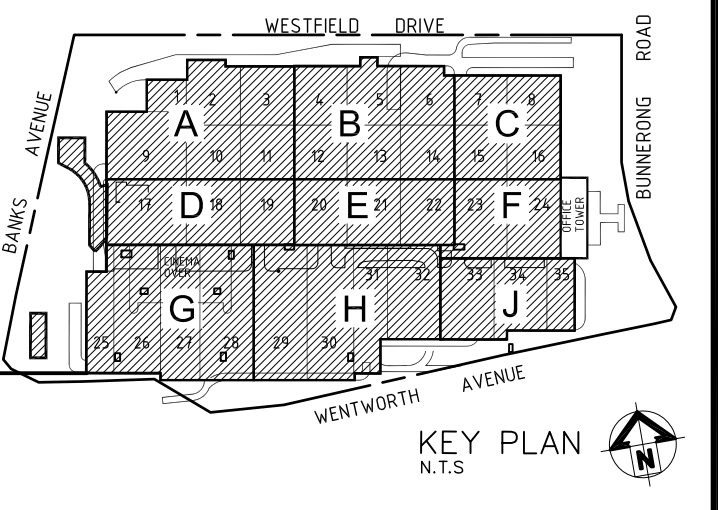 WESTFIELD DRIVE
BUNNERONG ROAD
BANKS AVENUE
1 2 3 4 5 6 7 8
A B C
9 10 11 12 13 14 15 16
D E F
17 18 19 20 21 22 23 24
OFFICE
TOWER
CINEMA
OVER
31 32 33 34 35
G H J
25 26 27 28 29 30
WENTWORTH AVENUE
KEY PLAN
N.T.S
N